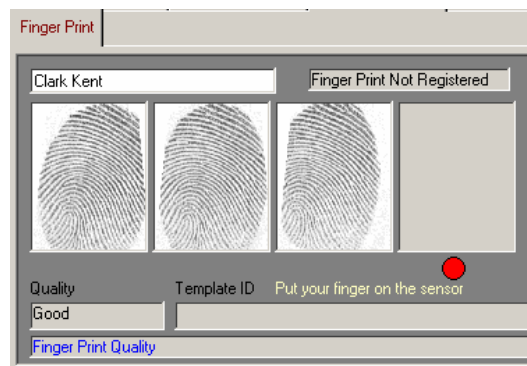 Finger Print
Clark Kent
Finger Print Not Registered
Quality
Template ID
Put your finger on the sensor
Good
Finger Print Quality